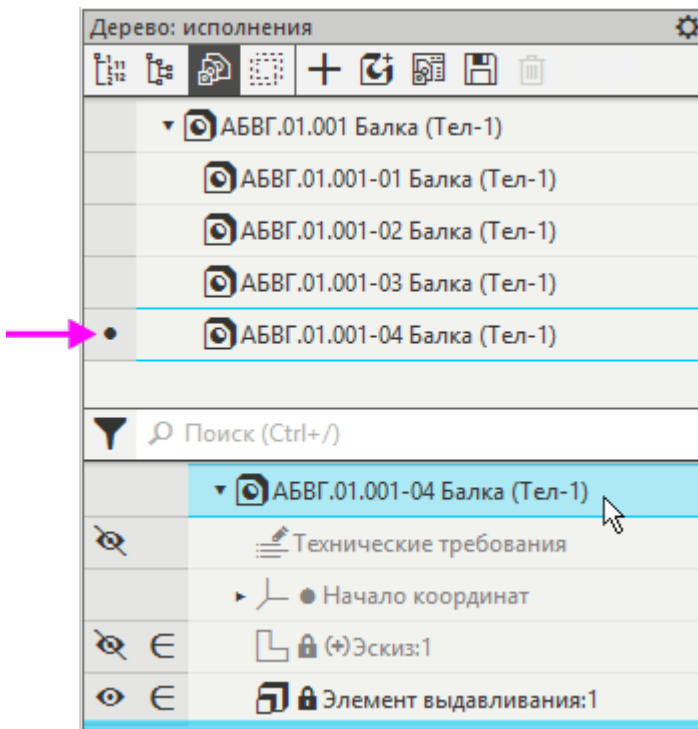 Дерево: исполнения
АБВГ.01.001 Балка (Тел-1)
АБВГ.01.001-01 Балка (Тел-1)
АБВГ.01.001-02 Балка (Тел-1)
АБВГ.01.001-03 Балка (Тел-1)
АБВГ.01.001-04 Балка (Тел-1)
Поиск (Ctrl+/)
АБВГ.01.001-04 Балка (Тел-1)
Технические требования
Начало координат
(+)Эскиз:1
Элемент выдавливания:1